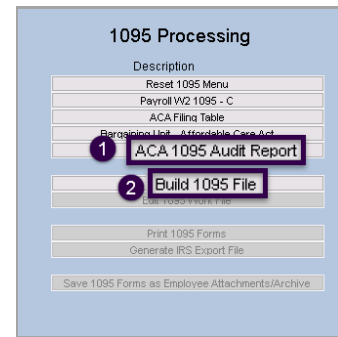 1095 Processing
Description
Reset 1095 Menu
Payroll W2 1095 - C
ACA Filing Table
Bargaining Unit - Affordable Care Act
1 ACA 1095 Audit Report
2 Build 1095 File
Edit 1095 Work File
Print 1095 Forms
Generate IRS Export File
Save 1095 Forms as Employee Attachments/Archive